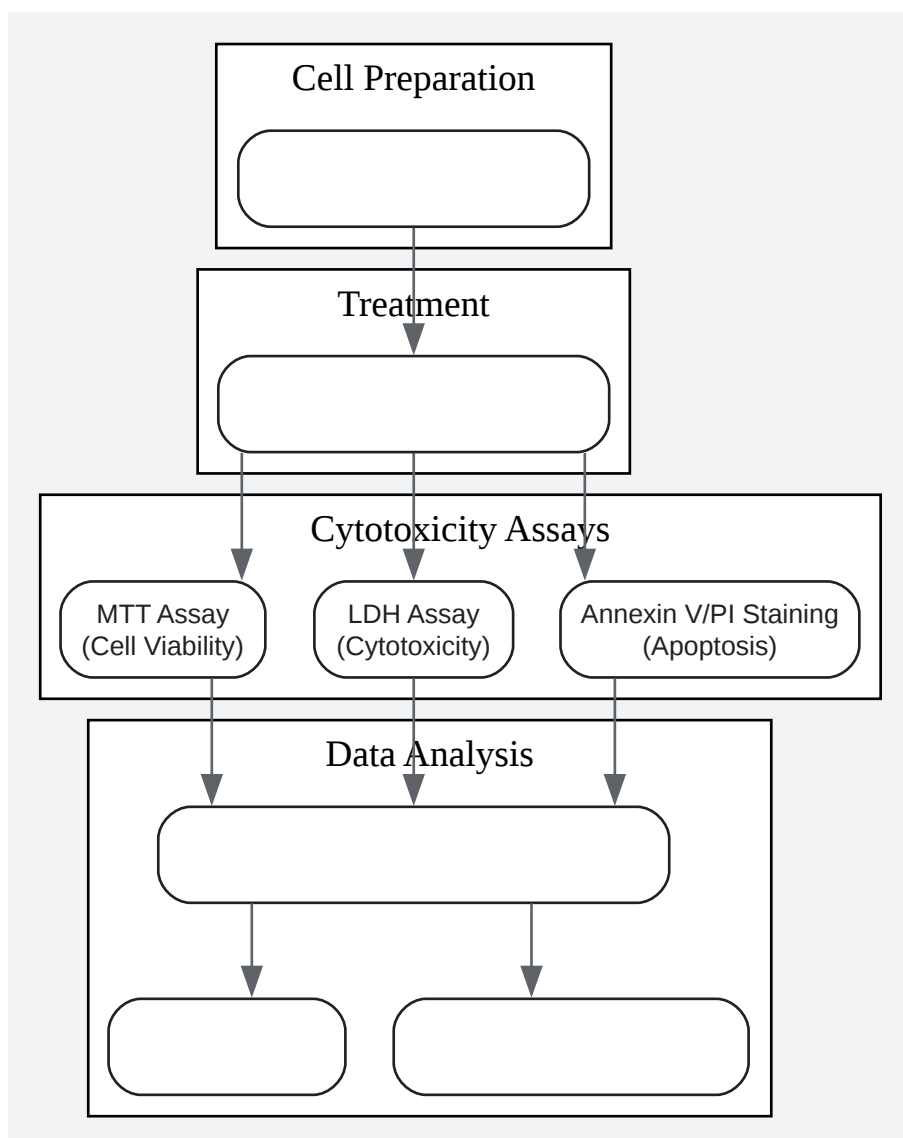 Cell Preparation
Treatment
Cytotoxicity Assays
MTT Assay
(Cell Viability)
LDH Assay
(Cytotoxicity)
Annexin V/PI Staining
(Apoptosis)
Data Analysis